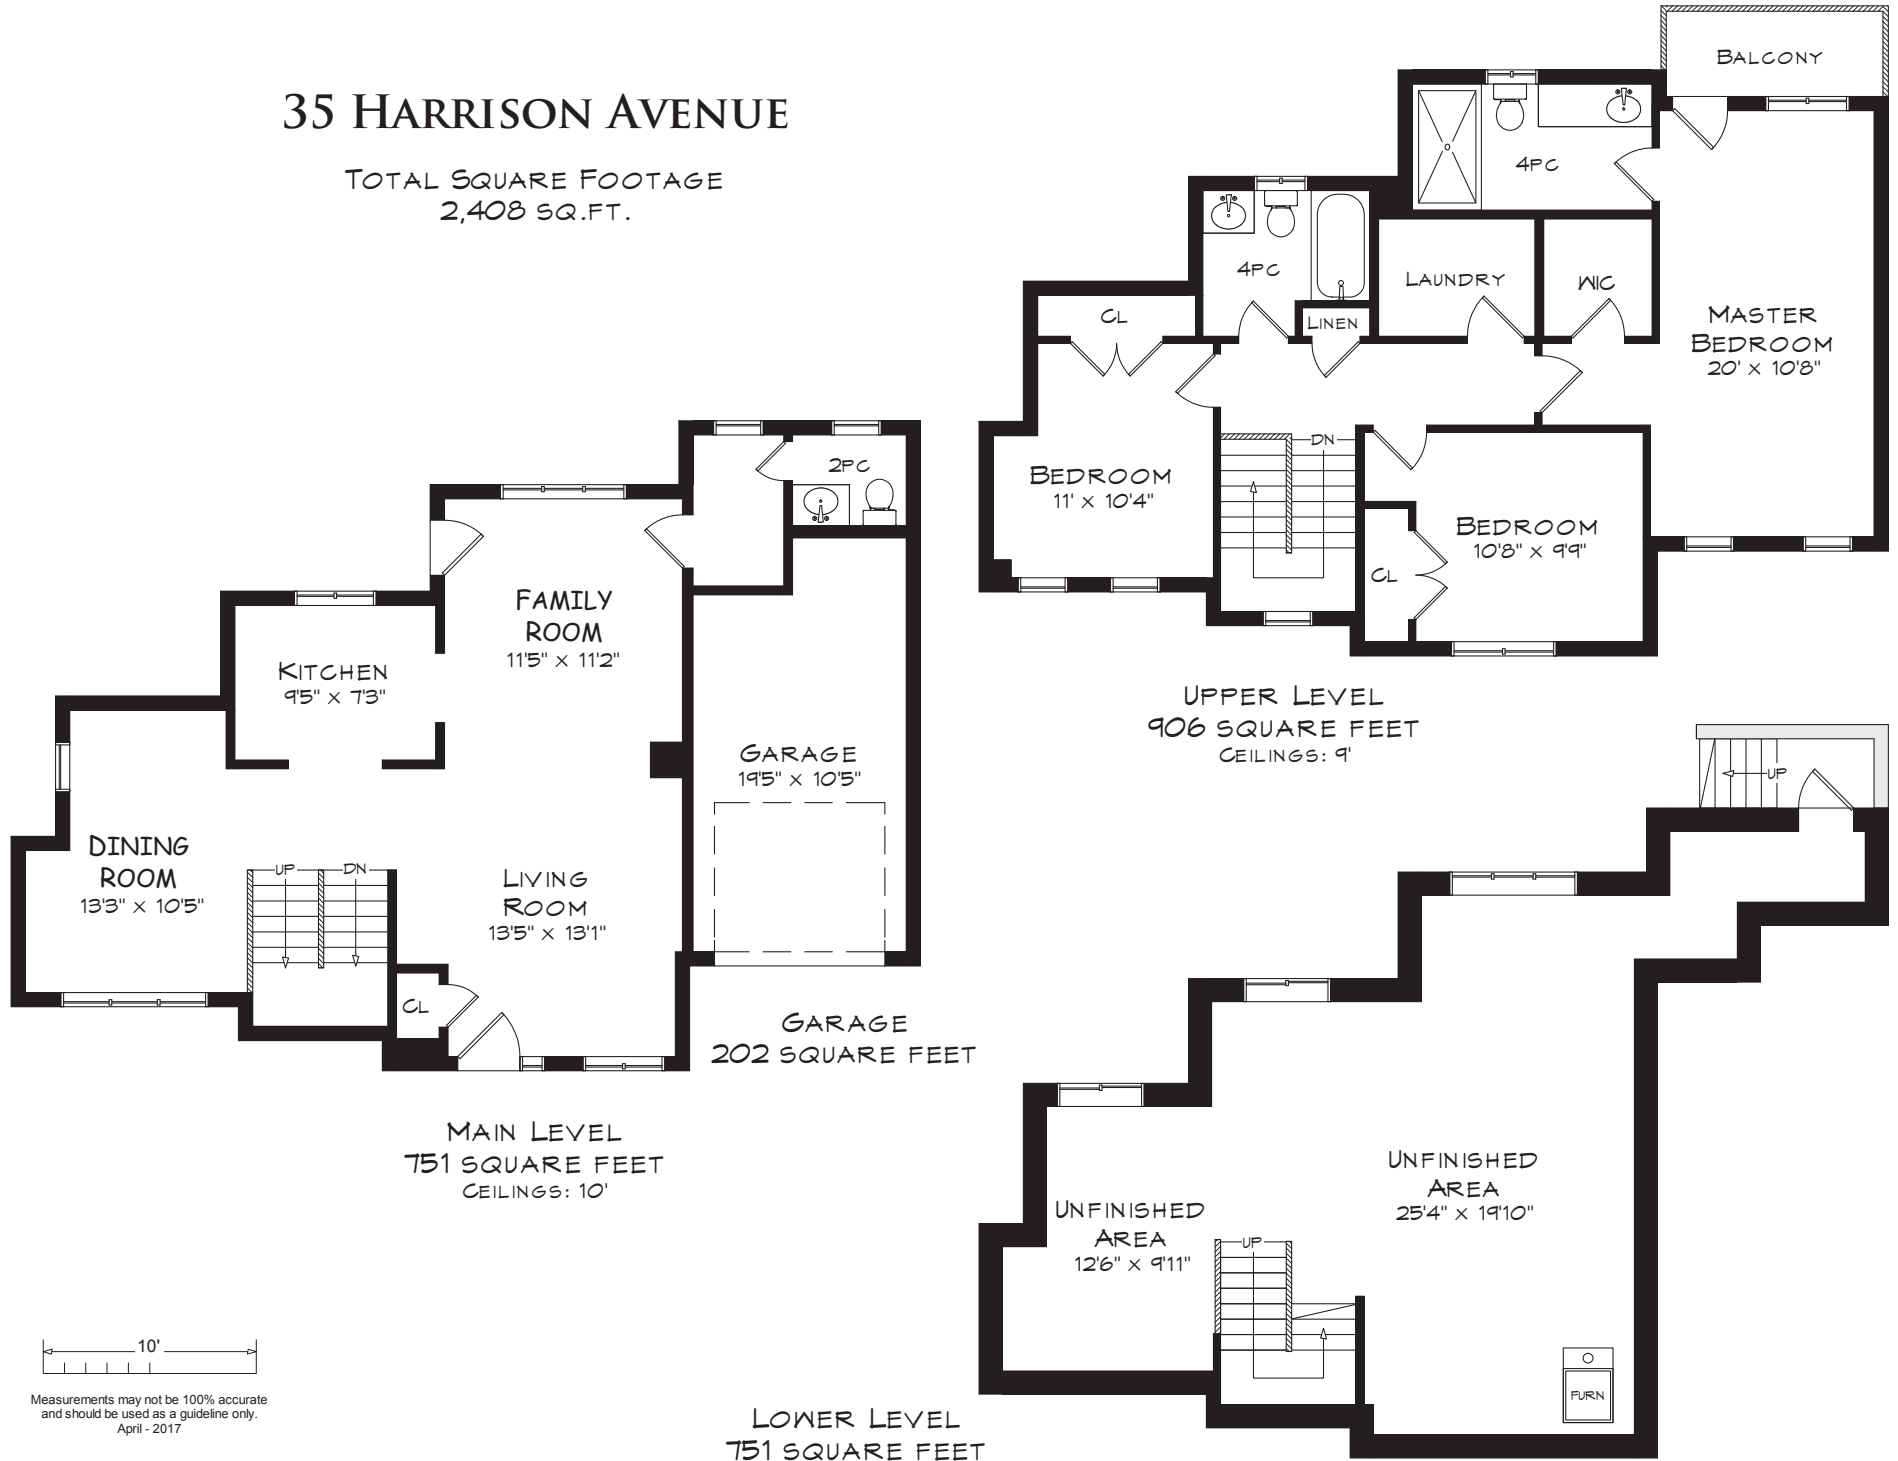 35 HARRISON AVENUE
TOTAL SQUARE FOOTAGE
2,408 SQ.FT.
BALCONY
4PC
4PC
LAUNDRY
WIC
CL
LINEN
MASTER
BEDROOM
20' X 10'8"
DN
BEDROOM
11' X 10'4"
BEDROOM
10'8" X 9'9"
CL
UPPER LEVEL
906 SQUARE FEET
CEILINGS: 9'
2PC
FAMILY
ROOM
11'5" X 11'2"
KITCHEN
9'5" X 7'3"
GARAGE
19'5" X 10'5"
DINING
ROOM
13'3" X 10'5"
UP
DN
LIVING
ROOM
13'5" X 13'1"
CL
GARAGE
202 SQUARE FEET
MAIN LEVEL
751 SQUARE FEET
CEILINGS: 10'
UP
UNFINISHED
AREA
25'4" X 19'10"
UNFINISHED
AREA
12'6" X 9'11"
UP
FURN
LOWER LEVEL
751 SQUARE FEET
10'
Measurements may not be 100% accurate
and should be used as a guideline only.
April - 2017